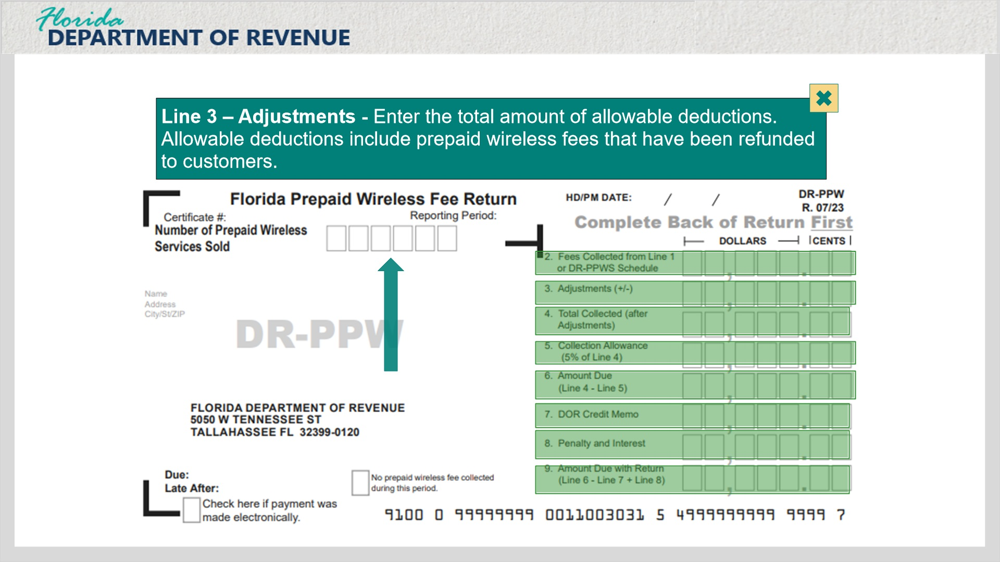 Florida
DEPARTMENT OF REVENUE
Line 3 – Adjustments - Enter the total amount of allowable deductions.
Allowable deductions include prepaid wireless fees that have been refunded
to customers.
Florida Prepaid Wireless Fee Return
HD/PM DATE: / /
DR-PPW
R. 07/23
Certificate #:
Reporting Period:
Complete Back of Return First
Number of Prepaid Wireless
Services Sold
DOLLARS
CENTS
2. Fees Collected from Line 1
or DR-PPWS Schedule
3. Adjustments (+/-)
4. Total Collected (after
Adjustments)
5. Collection Allowance
(5% of Line 4)
6. Amount Due
(Line 4 - Line 5)
7. DOR Credit Memo
8. Penalty and Interest
9. Amount Due with Return
(Line 6 - Line 7 + Line 8)
Name
Address
City/St/ZIP
DR-PPW
FLORIDA DEPARTMENT OF REVENUE
5050 W TENNESSEE ST
TALLAHASSEE FL 32399-0120
Due:
Late After:
Check here if payment was
made electronically.
No prepaid wireless fee collected
during this period.
9100 0 99999999 0011003031 5 4999999999 9999 7